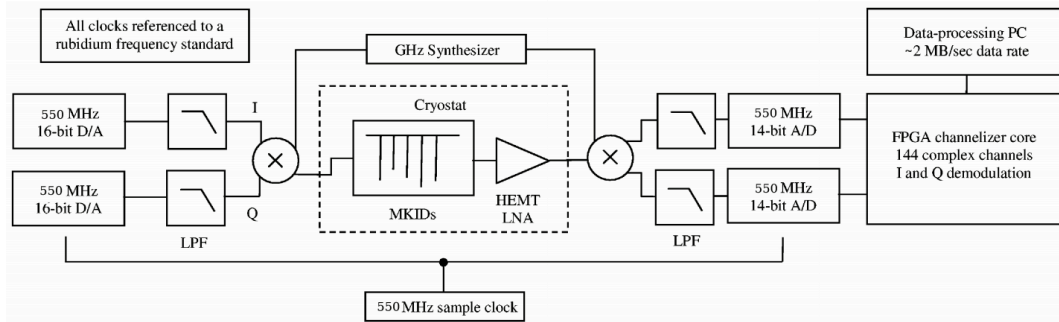 All clocks referenced to a
rubidium frequency standard
GHz Synthesizer
Data-processing PC
~2 MB/sec data rate
Cryostat
550 MHz
16-bit D/A
I
550 MHz
14-bit A/D
FPGA channelizer core
144 complex channels
I and Q demodulation
550 MHz
16-bit D/A
Q
LPF
MKIDs
HEMT
LNA
LPF
550 MHz
14-bit A/D
550 MHz sample clock